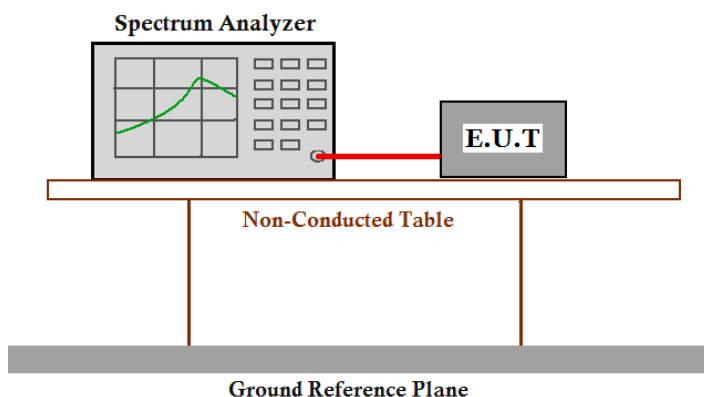 Spectrum Analyzer
E.U.T
Non-Conducted Table
Ground Reference Plane